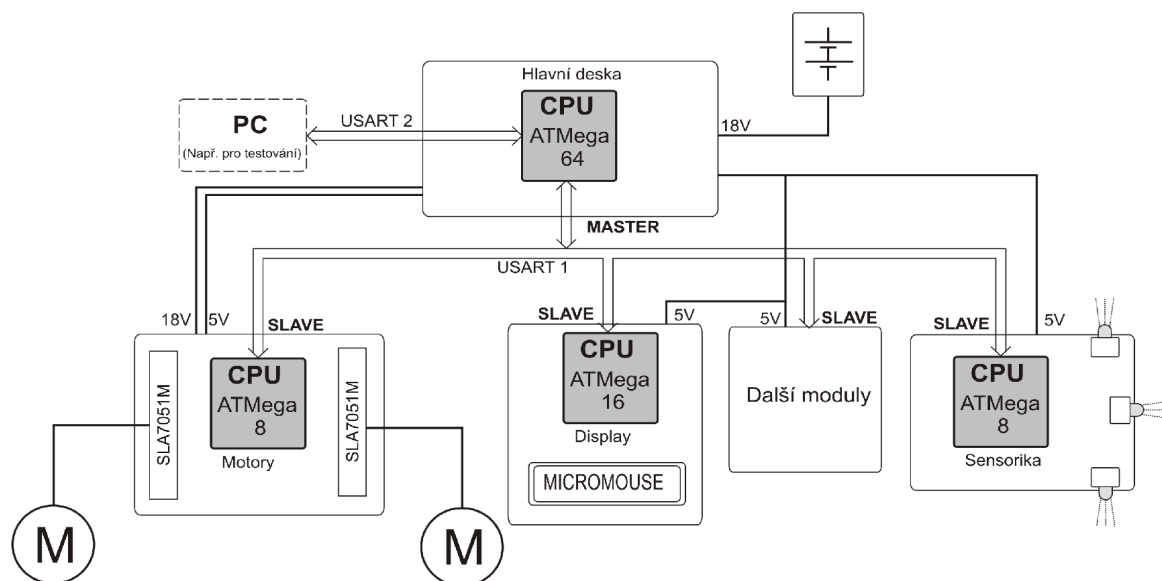 Hlavní deska
CPU
ATMega
64
PC
(Např. pro testování)
USART 2
18V
MASTER
USART 1
18V
5V
SLAVE
SLA7051M
CPU
ATMega
8
Motory
SLA7051M
M
M
SLAVE
5V
CPU
ATMega
16
Display
MICROMOUSE
5V
SLAVE
Další moduly
SLAVE
5V
CPU
ATMega
8
Sensorika